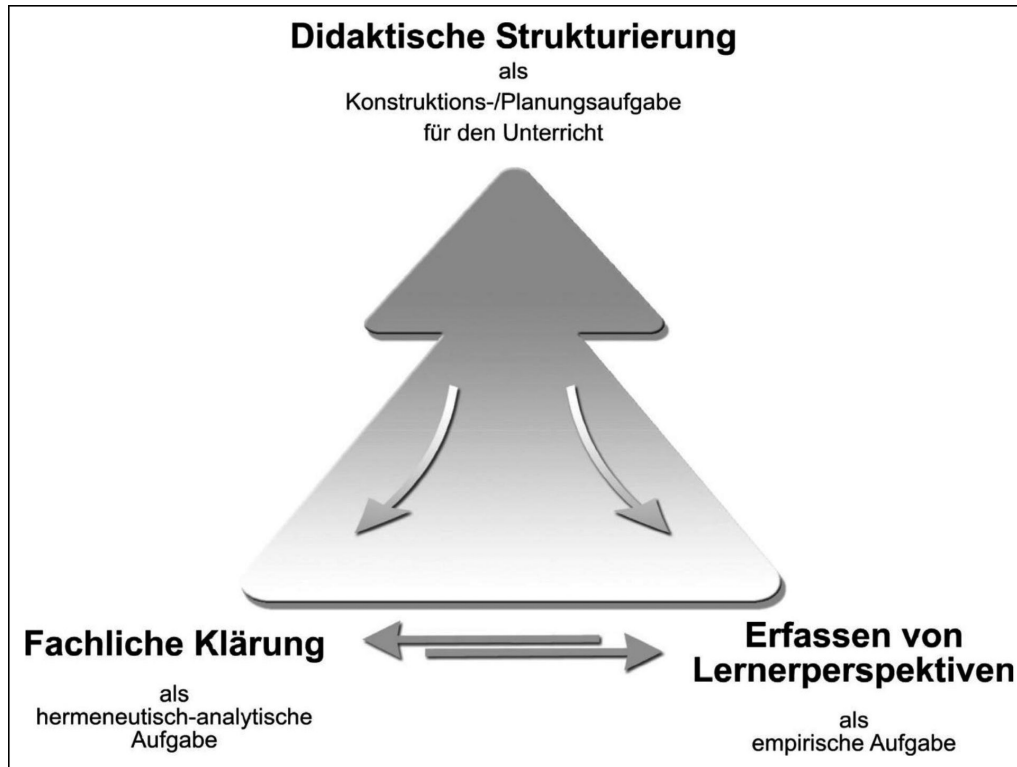 Didaktische Strukturierung
als
Konstruktions-/Planungsaufgabe
für den Unterricht
Fachliche Klärung
als
hermeneutisch-analytische
Aufgabe
Erfassen von
Lernerperspektiven
als
empirische Aufgabe